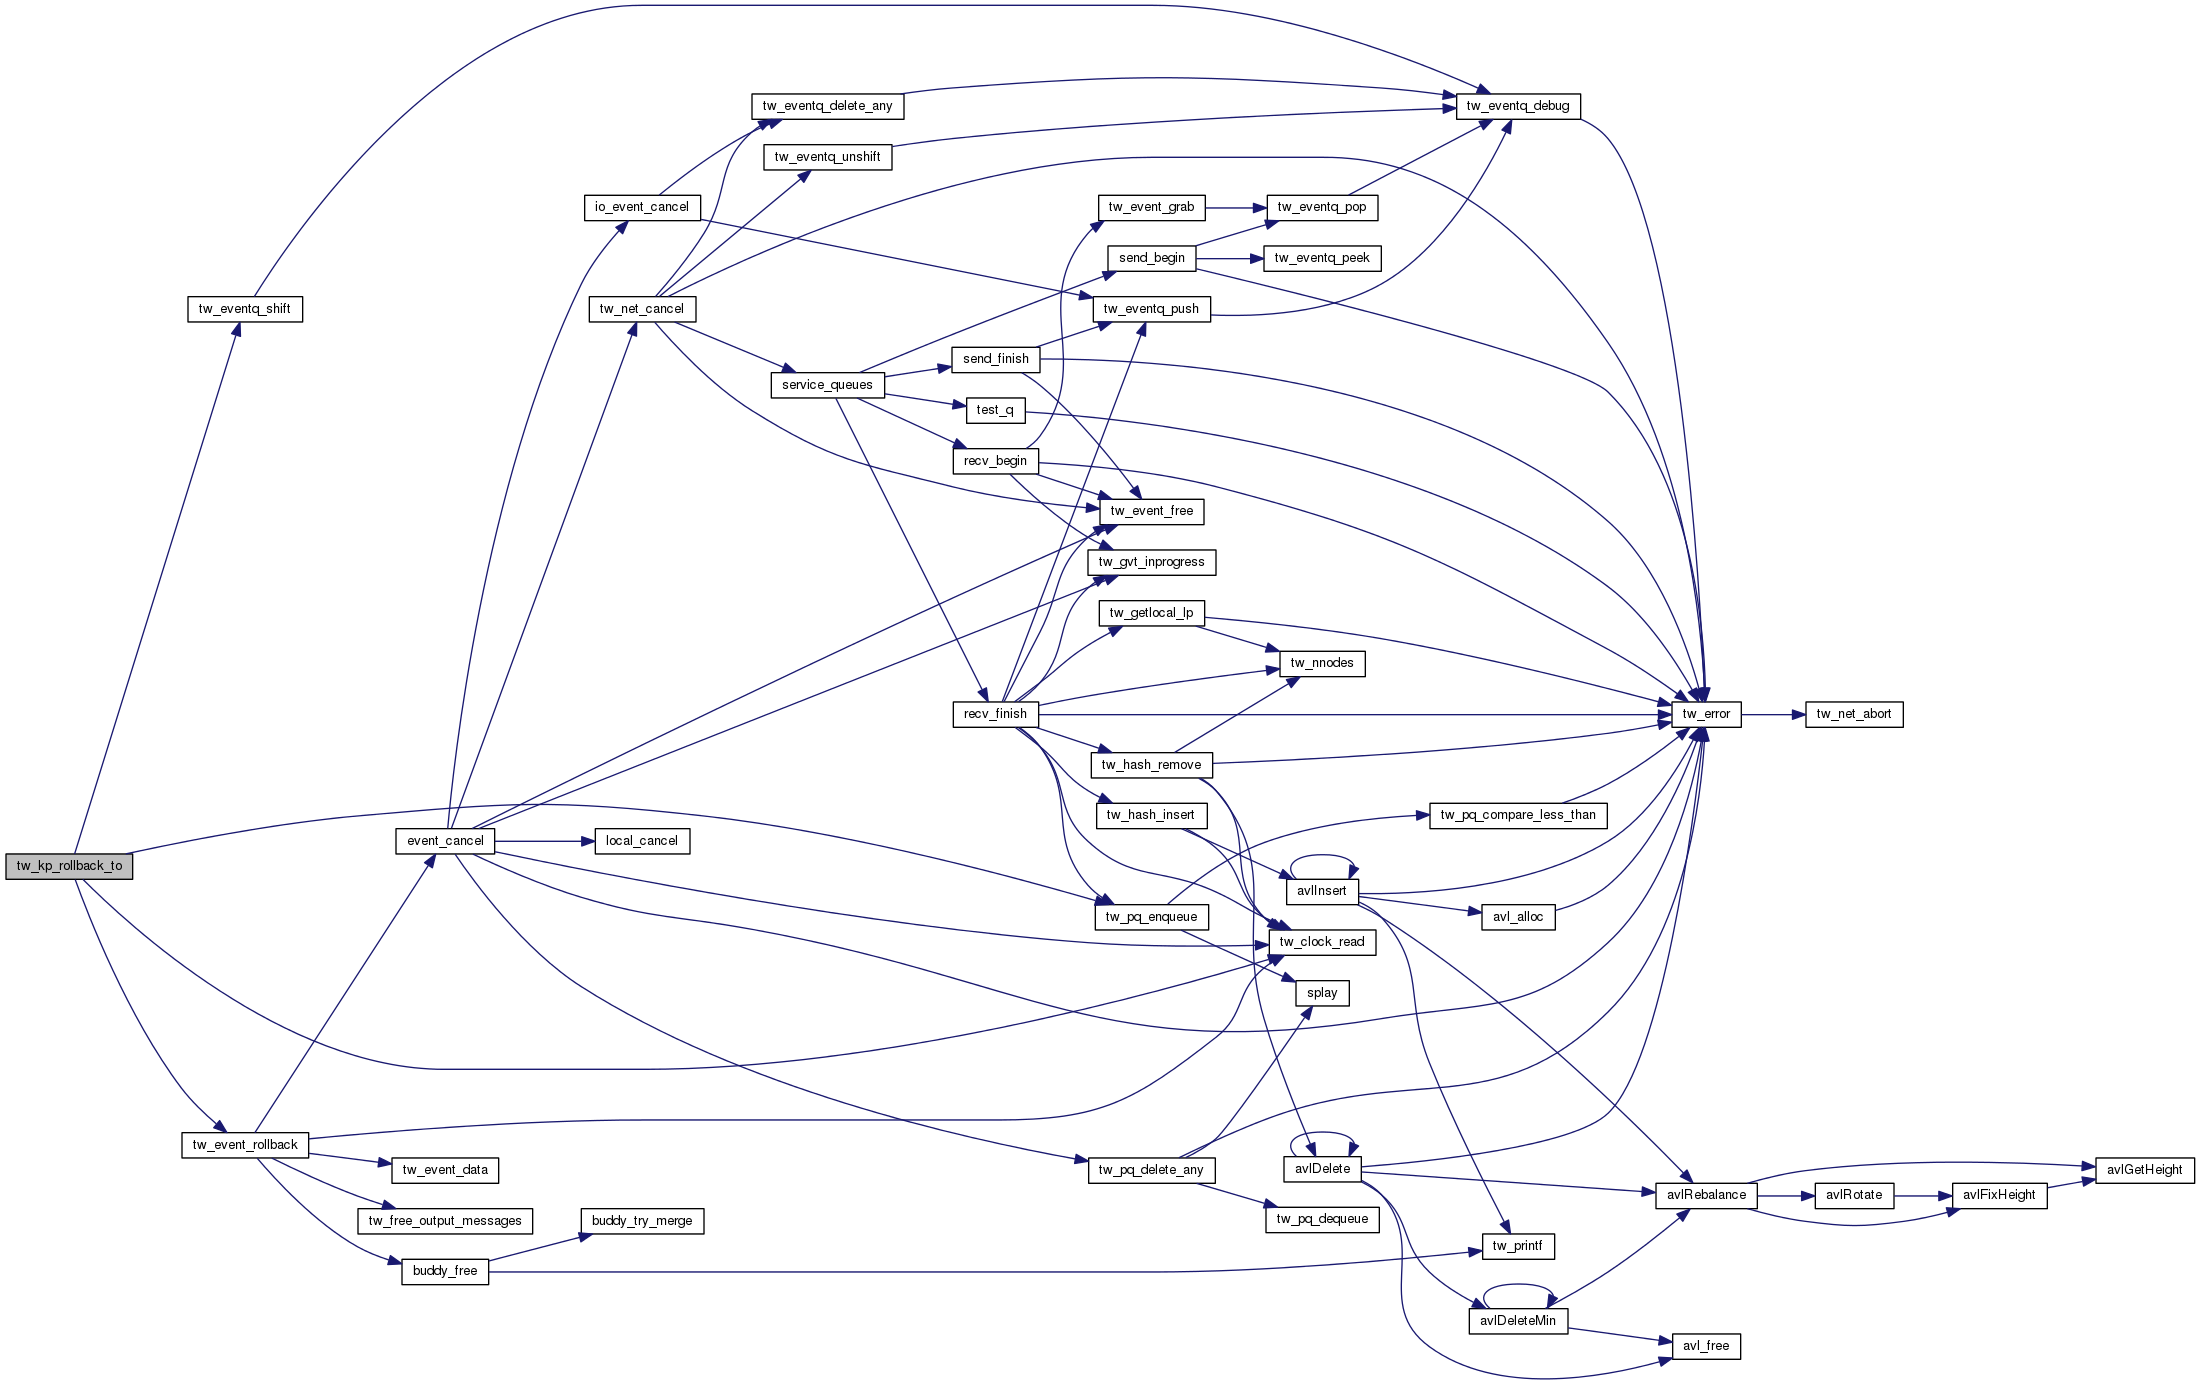 tw_eventq_delete_any
tw_eventq_debug
tw_eventq_unshift
io_event_cancel
tw_event_grab
tw_eventq_pop
send_begin
tw_eventq_peek
tw_eventq_shift
tw_net_cancel
tw_eventq_push
send_finish
service_queues
test_q
recv_begin
tw_event_free
tw_gvt_inprogress
tw_getlocal_lp
tw_nnodes
recv_finish
tw_error
tw_net_abort
tw_hash_remove
tw_hash_insert
tw_pq_compare_less_than
event_cancel
local_cancel
tw_kp_rollback_to
avlInsert
tw_pq_enqueue
avl_alloc
tw_clock_read
splay
tw_event_rollback
tw_event_data
tw_pq_delete_any
avlDelete
avlGetHeight
avlRebalance
avlRotate
avlFixHeight
tw_free_output_messages
buddy_try_merge
tw_pq_dequeue
tw_printf
buddy_free
avlDeleteMin
avl_free